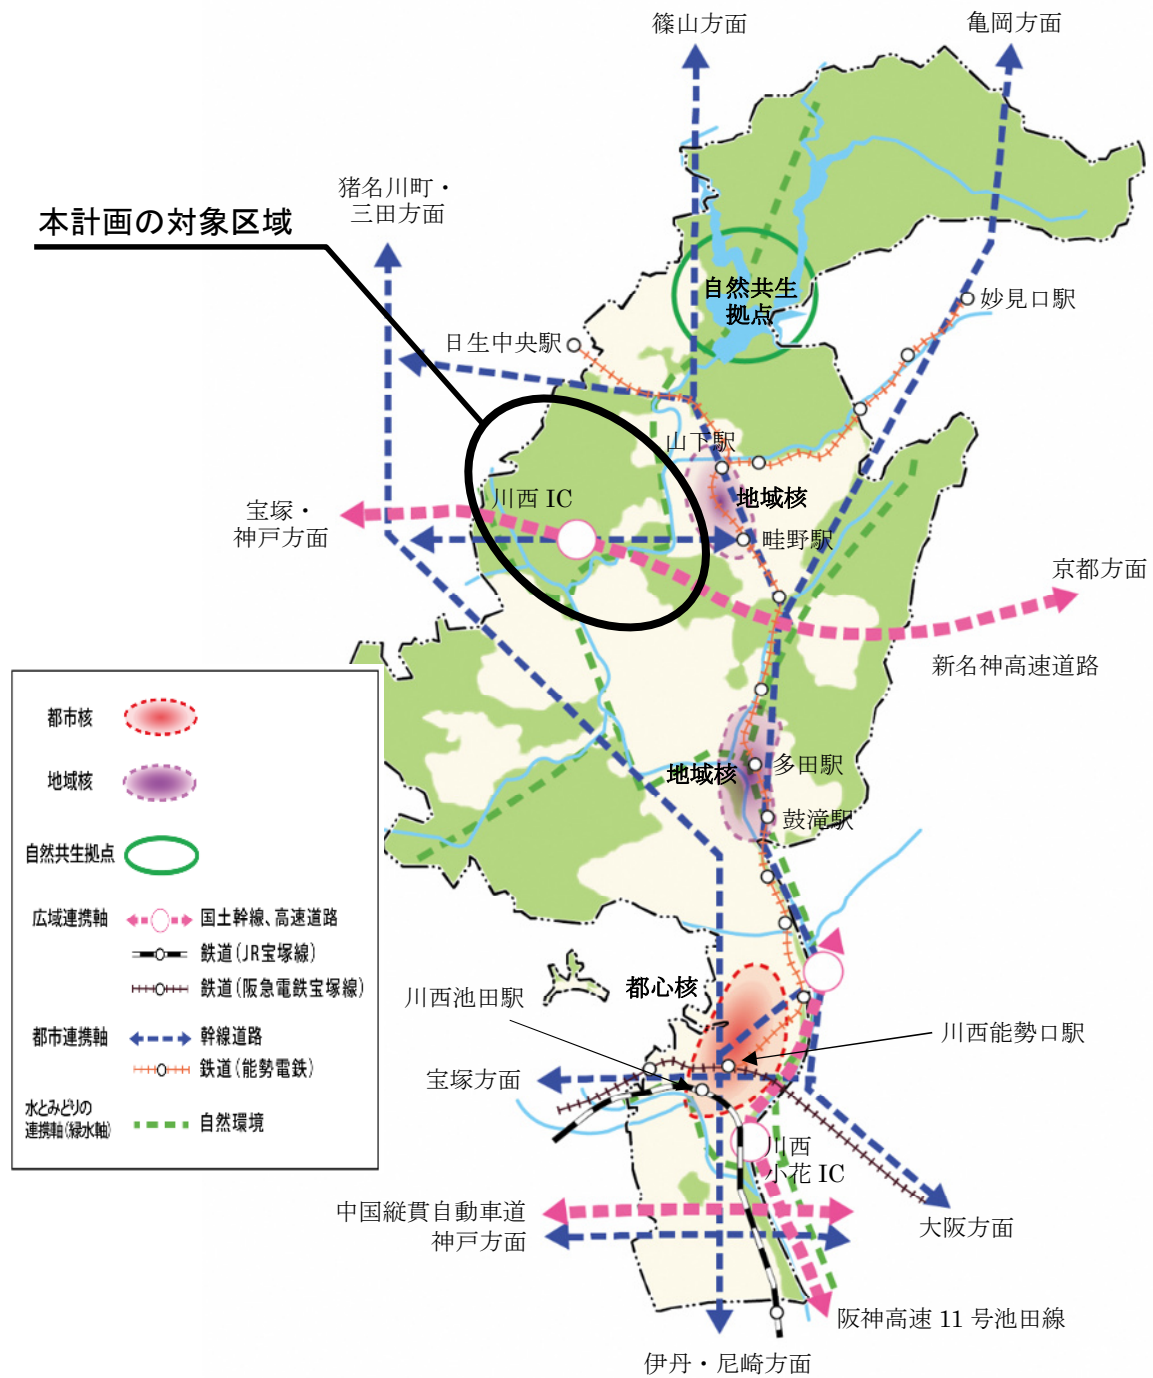 篠山方面
亀岡方面
猪名川町・
三田方面
本計画の対象区域
自然共生
拠点
妙見口駅
日生中央駅
山下駅
地域核
川西 IC
宝塚・
神戸方面
畦野駅
京都方面
新名神高速道路
都市核
地域核
自然共生拠点
広域連携軸
国土幹線、高速道路
鉄道(JR宝塚線)
鉄道(阪急電鉄宝塚線)
都市連携軸
幹線道路
鉄道(能勢電鉄)
水とみどりの
連携軸(緑水軸)
自然環境
地域核
多田駅
鼓滝駅
都心核
川西池田駅
川西能勢口駅
宝塚方面
川西
小花 IC
中国縦貫自動車道
神戸方面
大阪方面
阪神高速 11 号池田線
伊丹・尼崎方面